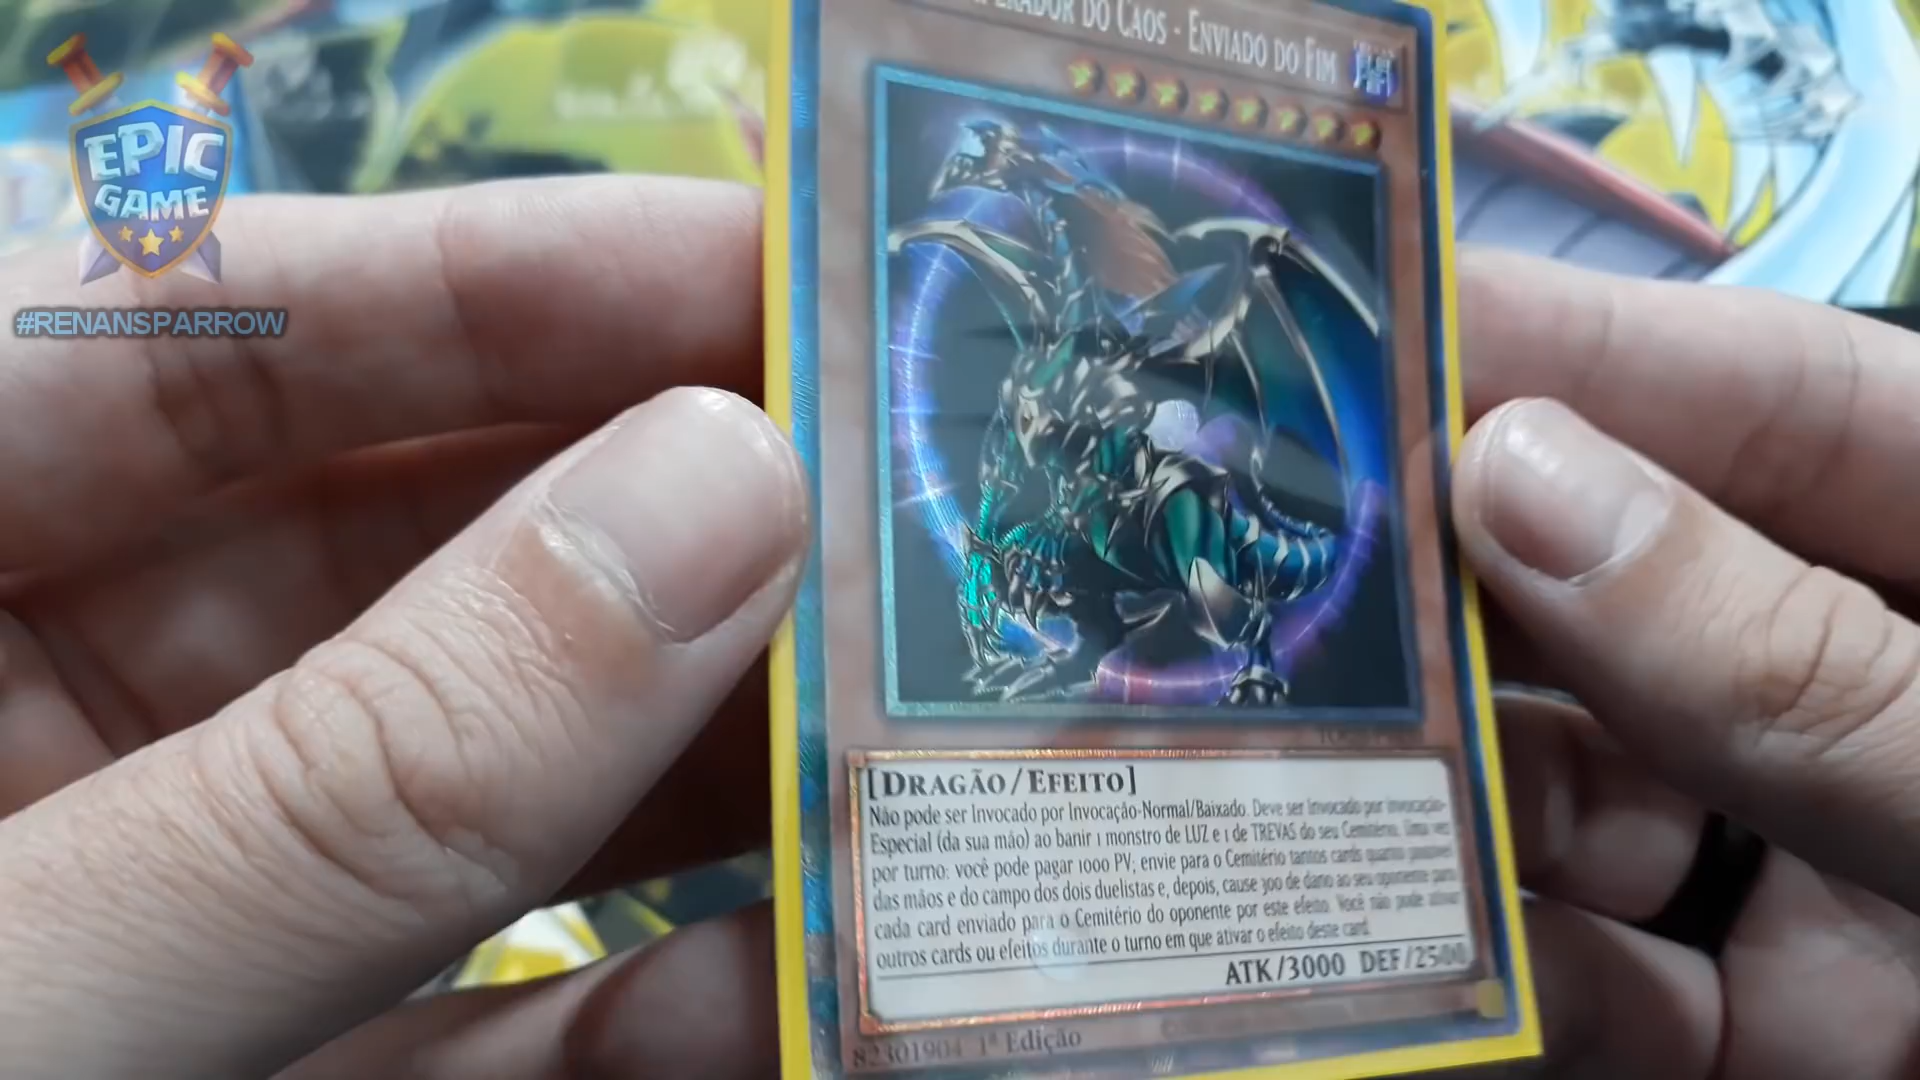 EPIC
GAME
#RENANSPARROW
DO CAOS - ENVIADO DO FIM
[DRAGÃO/EFEITO]
Não pode ser Invocado por Invocação-Normal/Baixado. Deve ser Invocado por Invocação-
Especial (da sua mão) ao banir 1 monstro de LUZ e 1 de TREVAS do seu Cemitério. Uma vez
por turno: você pode pagar 1000 PV; envie para o Cemitério tantos cards quanto possíveis
das mãos e do campo dos dois duelistas e, depois, cause 300 de dano ao seu oponente para
cada card enviado para o Cemitério do oponente por este efeito. Você não pode ativar
outros cards ou efeitos durante o turno em que ativar o efeito deste card.
ATK/3000 DEF/2500
82301904 1ª Edição